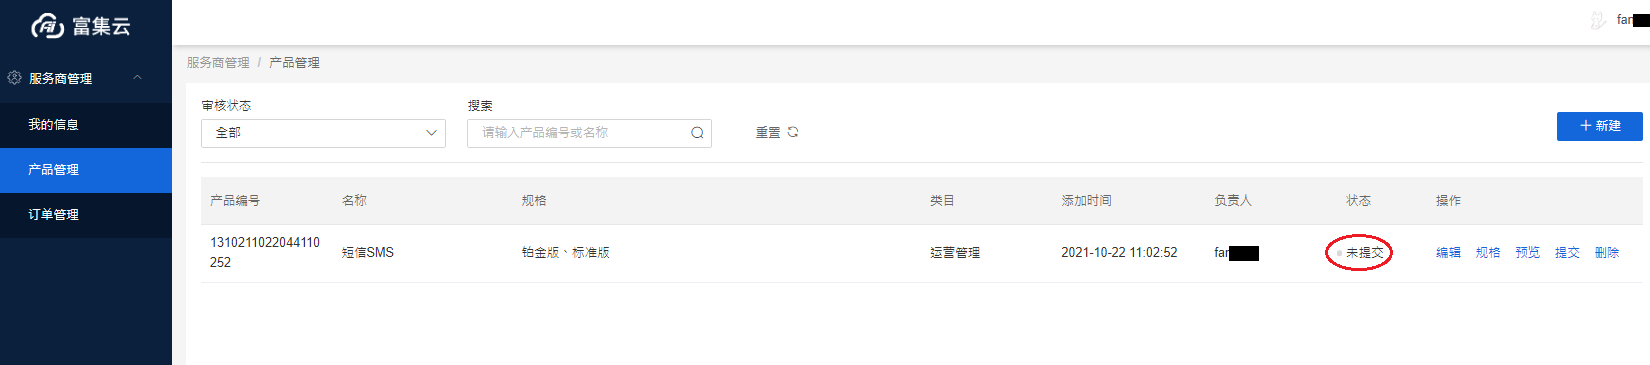 富集云
far
服务商管理
我的信息
产品管理
订单管理
服务商管理 / 产品管理
审核状态
搜索
全部
请输入产品编号或名称
重置
+ 新建
产品编号 名称 规格 类目 添加时间 负责人 状态 操作
1310211022044110252 短信SMS 铂金版、标准版 运营管理 2021-10-22 11:02:52 far 未提交 编辑 规格 预览 提交 删除